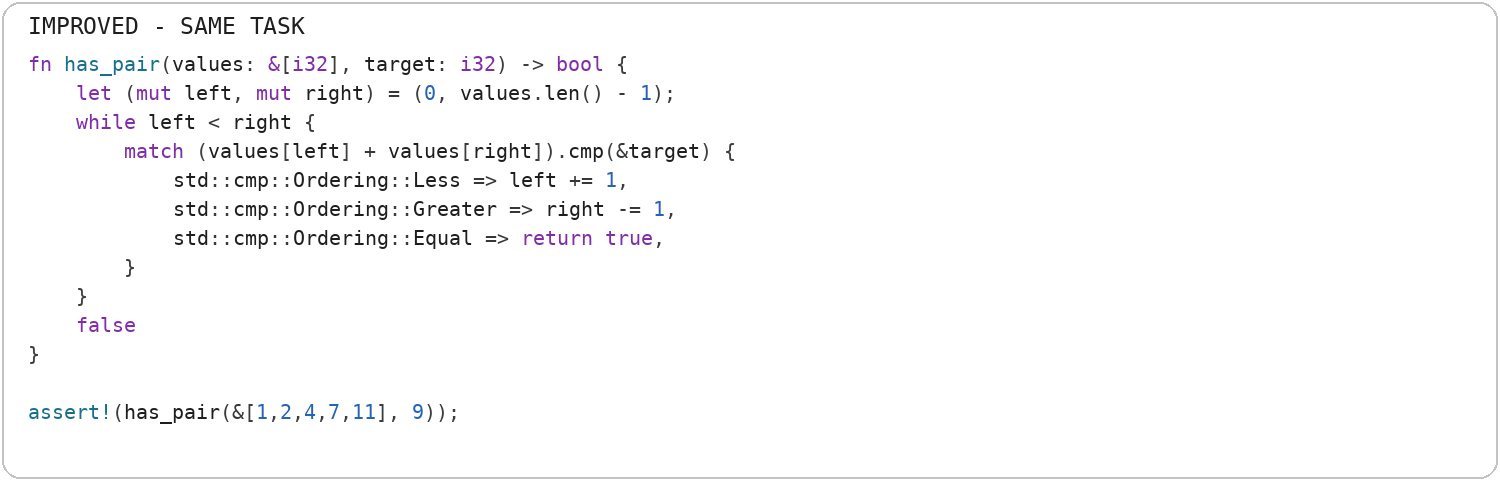 IMPROVED - SAME TASK
fn has_pair(values: &[i32], target: i32) -> bool {
    let (mut left, mut right) = (0, values.len() - 1);
    while left < right {
        match (values[left] + values[right]).cmp(&target) {
            std::cmp::Ordering::Less => left += 1,
            std::cmp::Ordering::Greater => right -= 1,
            std::cmp::Ordering::Equal => return true,
        }
    }
    false
}
assert!(has_pair(&[1,2,4,7,11], 9));